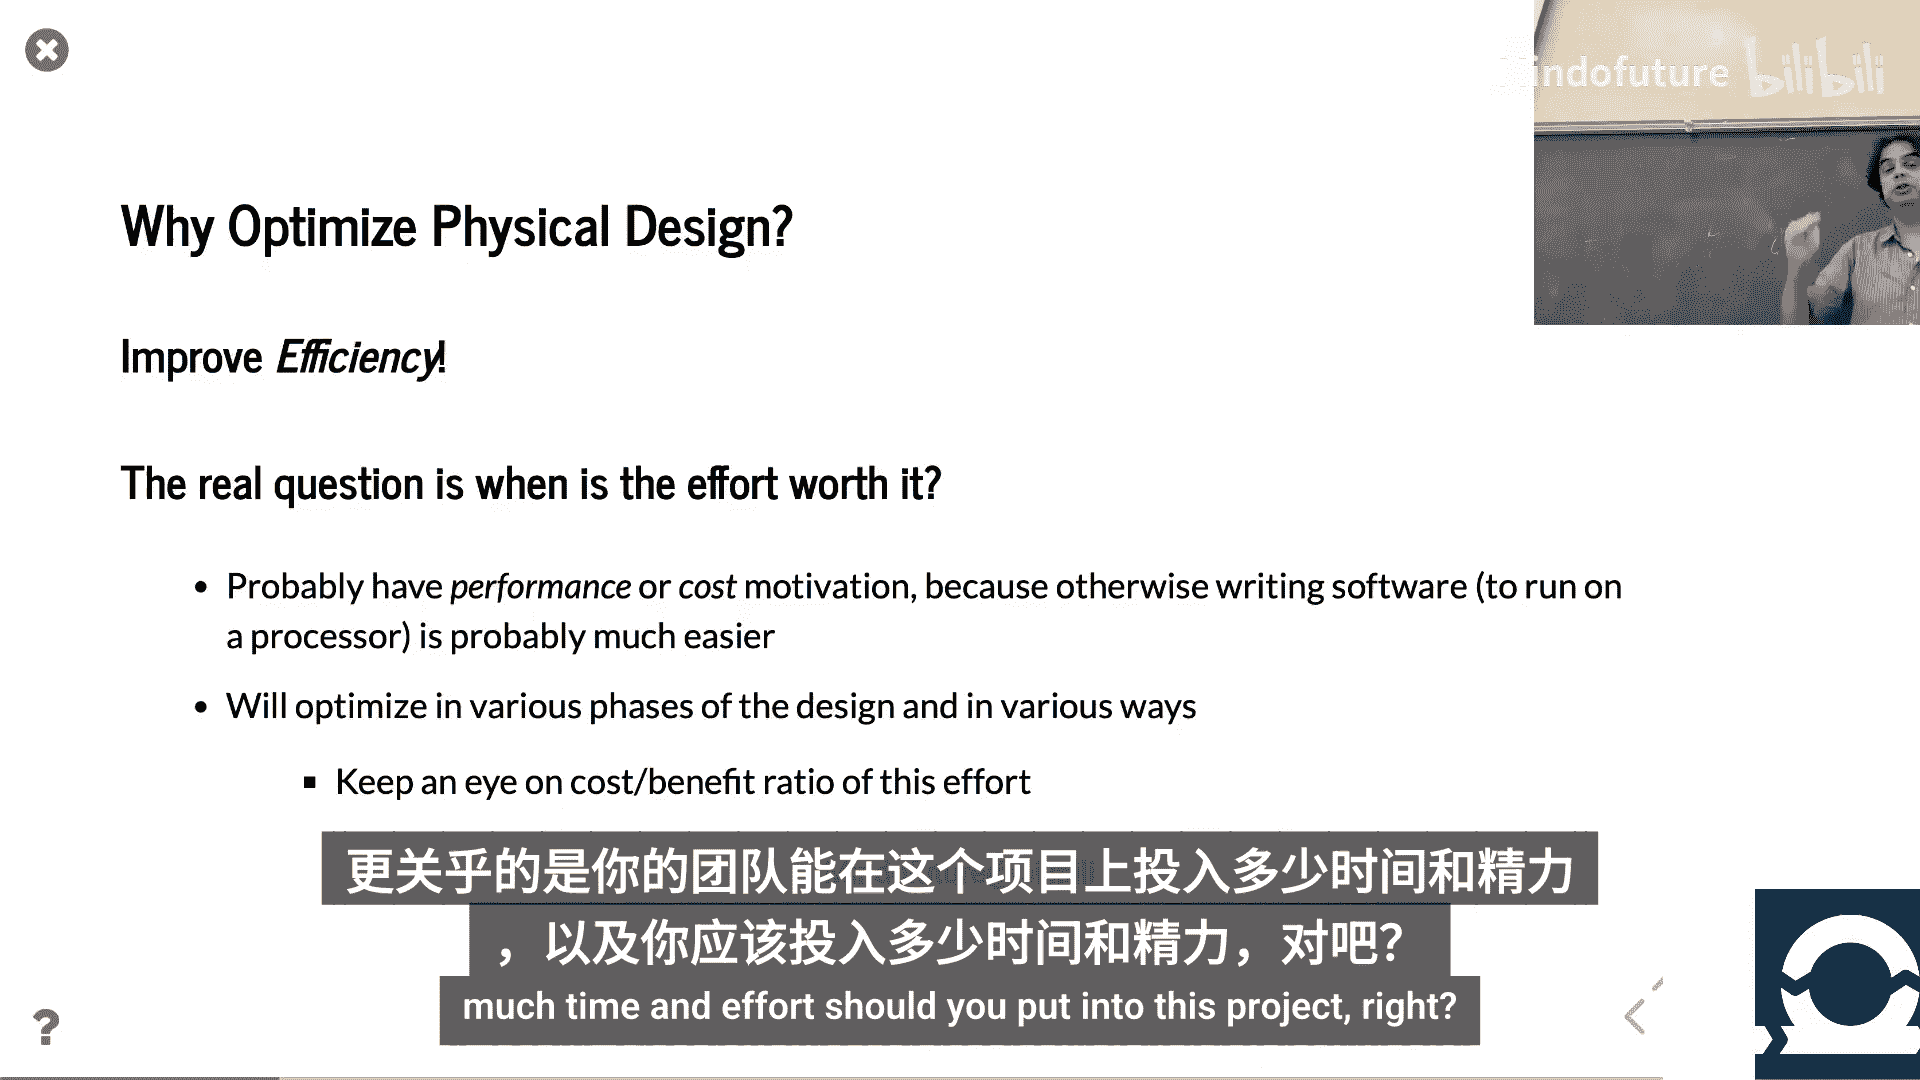 indofuture bilibili
Why Optimize Physical Design?
Improve Efficiency!
The real question is when is the effort worth it?
• Probably have performance or cost motivation, because otherwise writing software (to run on
a processor) is probably much easier
• Will optimize in various phases of the design and in various ways
▪ Keep an eye on cost/benefit ratio of this effort
更关乎的是你的团队能在这个项目上投入多少时间和精力
，以及你应该投入多少时间和精力，对吧？
much time and effort should you put into this project, right?
?